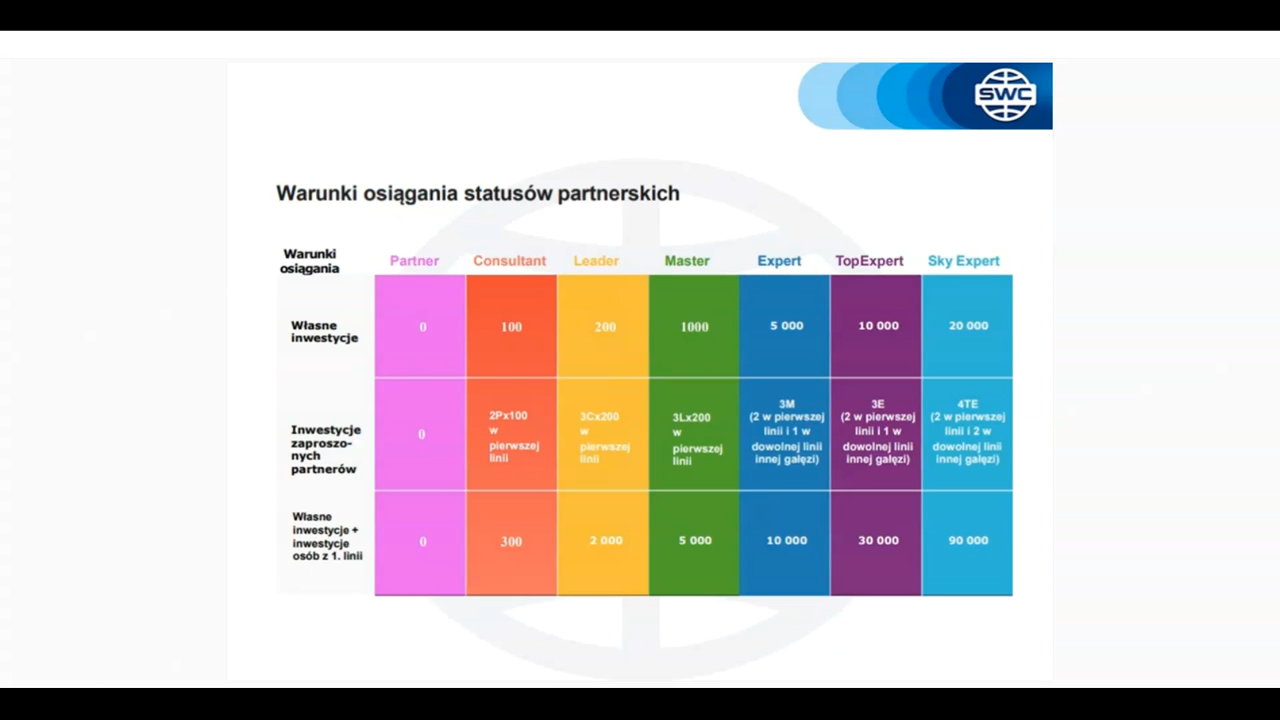 SWC
Warunki osiągania statusów partnerskich
Warunki
osiągania
Partner
Consultant
Leader
Master
Expert
TopExpert
Sky Expert
Własne
inwestycje
0
100
200
1000
5 000
10 000
20 000
Inwestycje
zaproszo-
nych
partnerów
0
2Px100
w
pierwszej
linii
3Cx200
w
pierwszej
linii
3Lx200
w
pierwszej
linii
3M
(2 w pierwszej
linii i 1 w
dowolnej linii
innej gałęzi)
3E
(2 w pierwszej
linii i 1 w
dowolnej linii
innej gałęzi)
4TE
(2 w pierwszej
linii i 2 w
dowolnej linii
innej gałęzi)
Własne
inwestycje +
inwestycje
osób z 1. linii
0
300
2 000
5 000
10 000
30 000
90 000